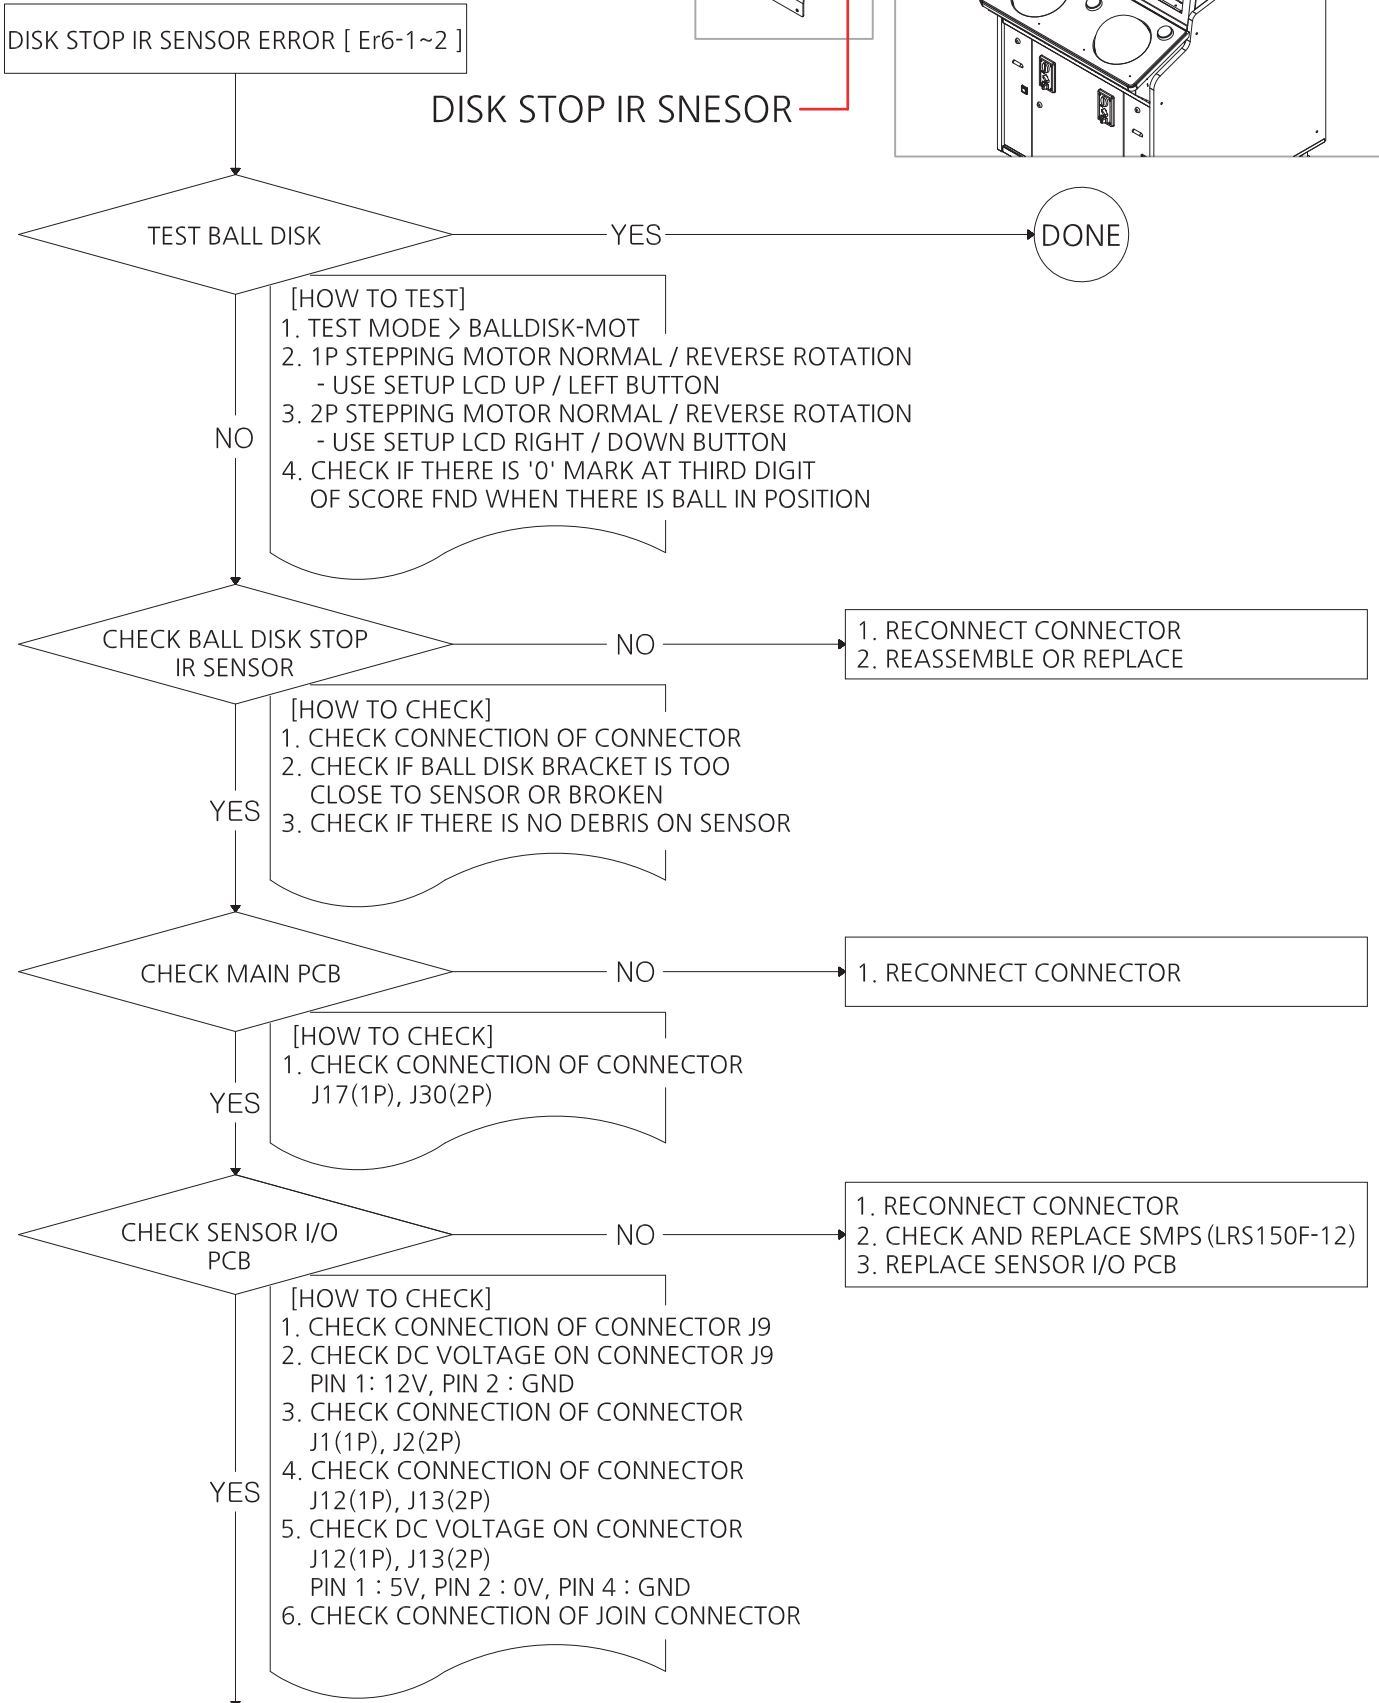 DISK STOP IR SENSOR ERROR [ Er6-1~2 ]
DISK STOP IR SNESOR
TEST BALL DISK
YES
DONE
[HOW TO TEST]
1. TEST MODE > BALLDISK-MOT
2. 1P STEPPING MOTOR NORMAL / REVERSE ROTATION
- USE SETUP LCD UP / LEFT BUTTON
3. 2P STEPPING MOTOR NORMAL / REVERSE ROTATION
- USE SETUP LCD RIGHT / DOWN BUTTON
4. CHECK IF THERE IS '0' MARK AT THIRD DIGIT
OF SCORE FND WHEN THERE IS BALL IN POSITION
NO
CHECK BALL DISK STOP
IR SENSOR
NO
1. RECONNECT CONNECTOR
2. REASSEMBLE OR REPLACE
[HOW TO CHECK]
1. CHECK CONNECTION OF CONNECTOR
2. CHECK IF BALL DISK BRACKET IS TOO
CLOSE TO SENSOR OR BROKEN
3. CHECK IF THERE IS NO DEBRIS ON SENSOR
YES
CHECK MAIN PCB
NO
1. RECONNECT CONNECTOR
[HOW TO CHECK]
1. CHECK CONNECTION OF CONNECTOR
J17(1P), J30(2P)
YES
CHECK SENSOR I/O
PCB
NO
1. RECONNECT CONNECTOR
2. CHECK AND REPLACE SMPS (LRS150F-12)
3. REPLACE SENSOR I/O PCB
[HOW TO CHECK]
1. CHECK CONNECTION OF CONNECTOR J9
2. CHECK DC VOLTAGE ON CONNECTOR J9
PIN 1: 12V, PIN 2 : GND
3. CHECK CONNECTION OF CONNECTOR
J1(1P), J2(2P)
4. CHECK CONNECTION OF CONNECTOR
J12(1P), J13(2P)
5. CHECK DC VOLTAGE ON CONNECTOR
J12(1P), J13(2P)
PIN 1 : 5V, PIN 2 : 0V, PIN 4 : GND
6. CHECK CONNECTION OF JOIN CONNECTOR
YES